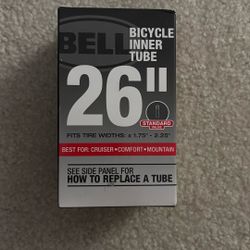 BELL
BICYCLE
INNER
TUBE
26"
STANDARD
VALVE
FITS TIRE WIDTHS: x 1.75" - 2.25"
BEST FOR: CRUISER • COMFORT • MOUNTAIN
SEE SIDE PANEL FOR
HOW TO REPLACE A TUBE